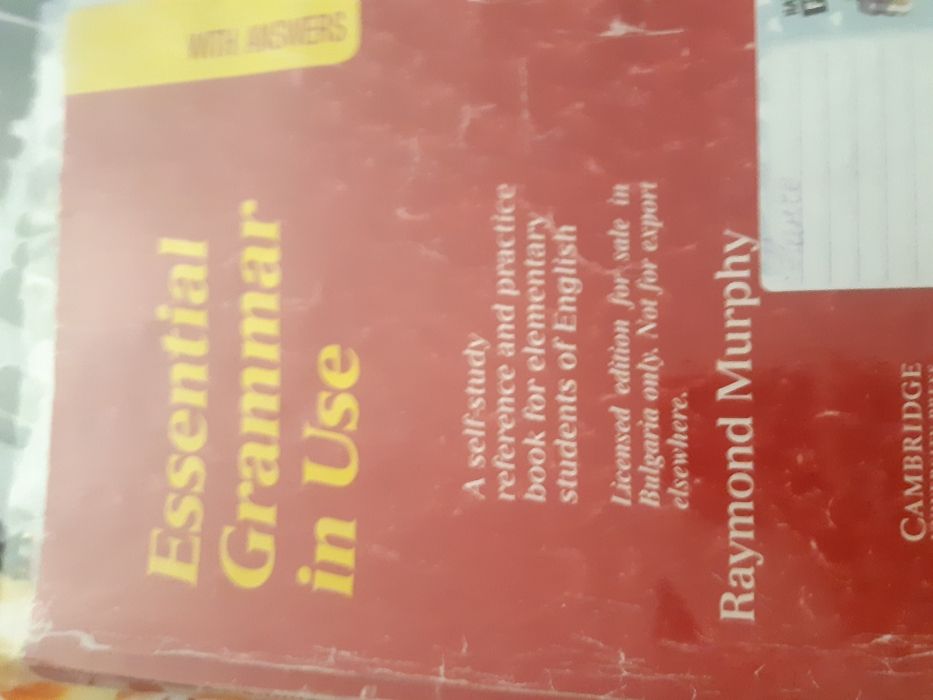 WITH ANSWERS
Essential
Grammar
in Use
A self-study
reference and practice
book for elementary
students of English
Licensed edition for sale in
Bulgaria only. Not for export
elsewhere.
Raymond Murphy
CAMBRIDGE